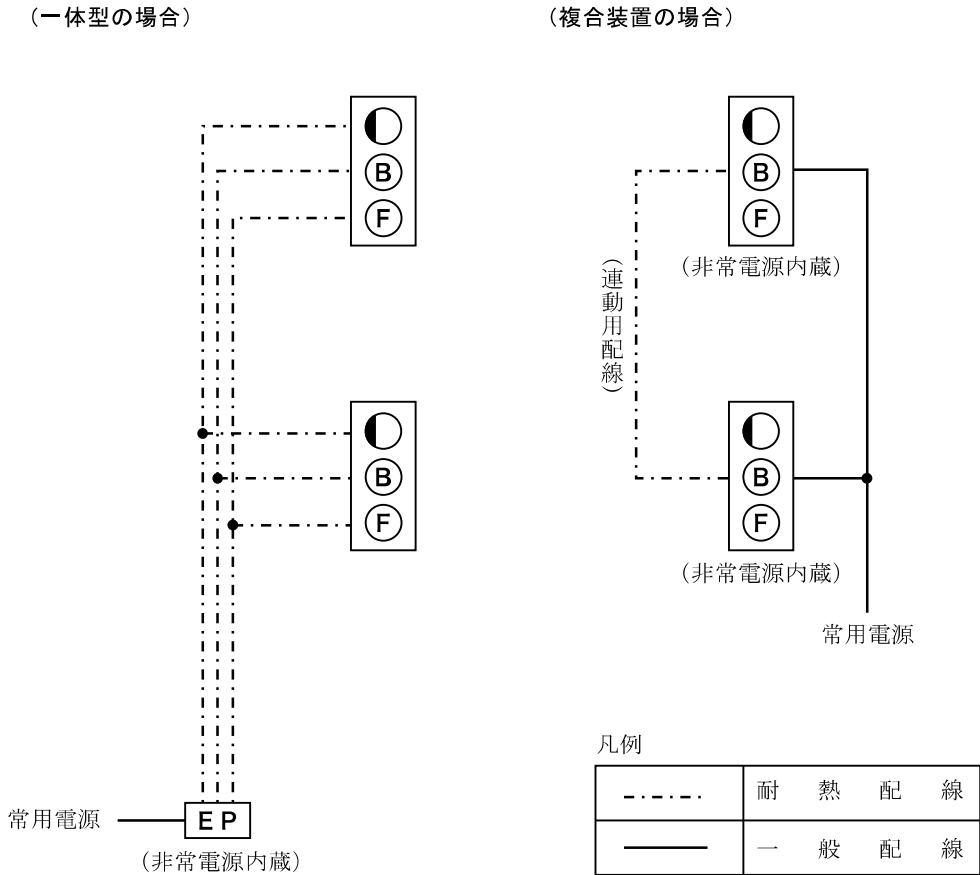 （一体型の場合）
（複合装置の場合）
B
F
B
F
（非常電源内蔵）
（連動用配線）
B
F
B
F
（非常電源内蔵）
常用電源
凡例
耐熱配線
一般配線
常用電源
EP
（非常電源内蔵）